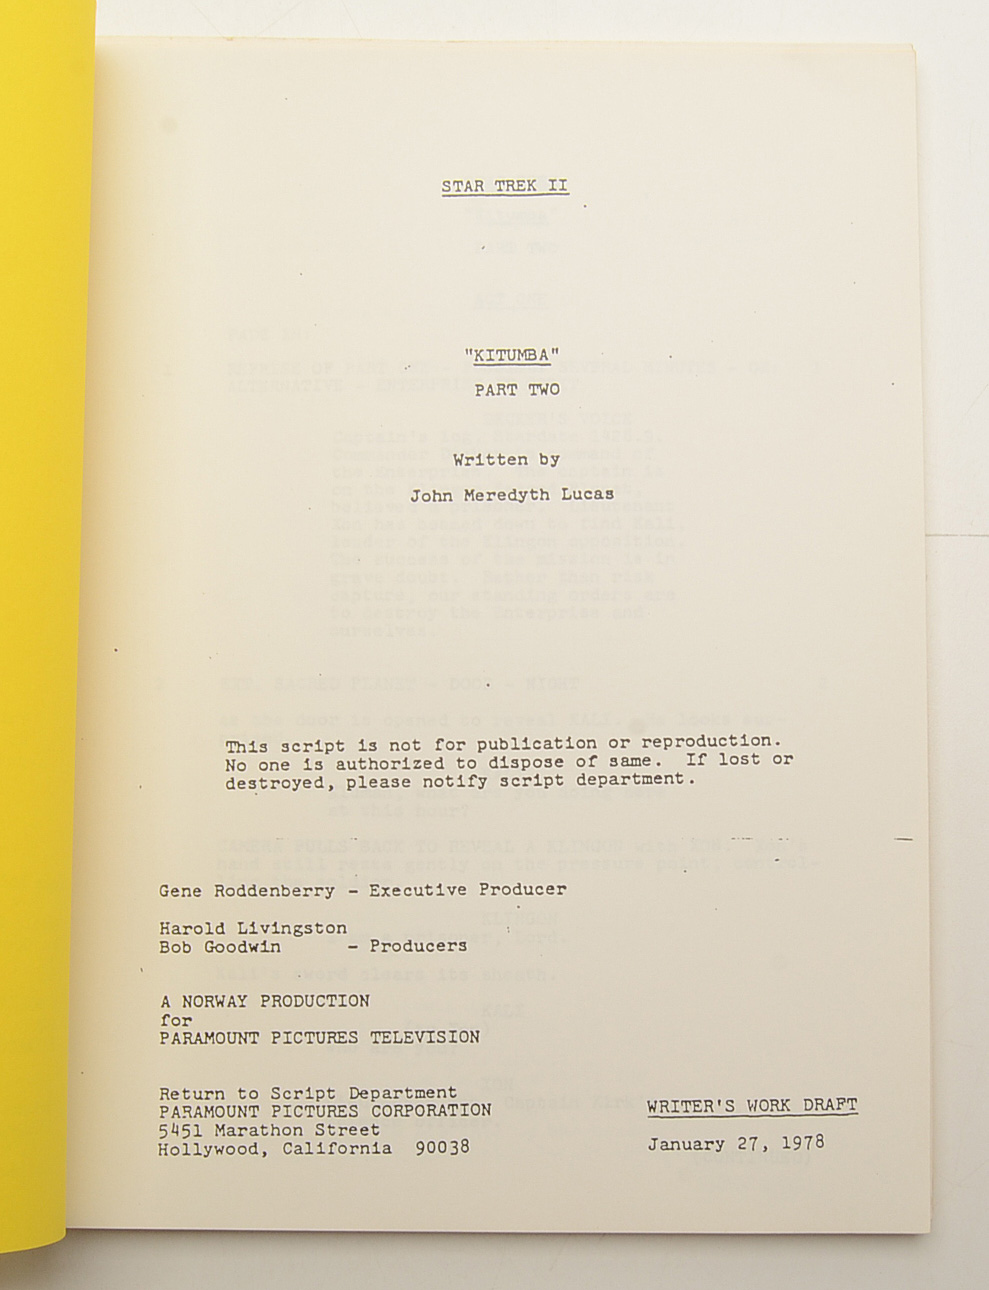 STAR TREK II
"KITUMBA"
PART TWO
Written by
John Meredyth Lucas
This script is not for publication or reproduction.
No one is authorized to dispose of same. If lost or
destroyed, please notify script department.
Gene Roddenberry - Executive Producer
Harold Livingston
Bob Goodwin - Producers
A NORWAY PRODUCTION
for
PARAMOUNT PICTURES TELEVISION
Return to Script Department
PARAMOUNT PICTURES CORPORATION
5451 Marathon Street
Hollywood, California 90038
WRITER'S WORK DRAFT
January 27, 1978